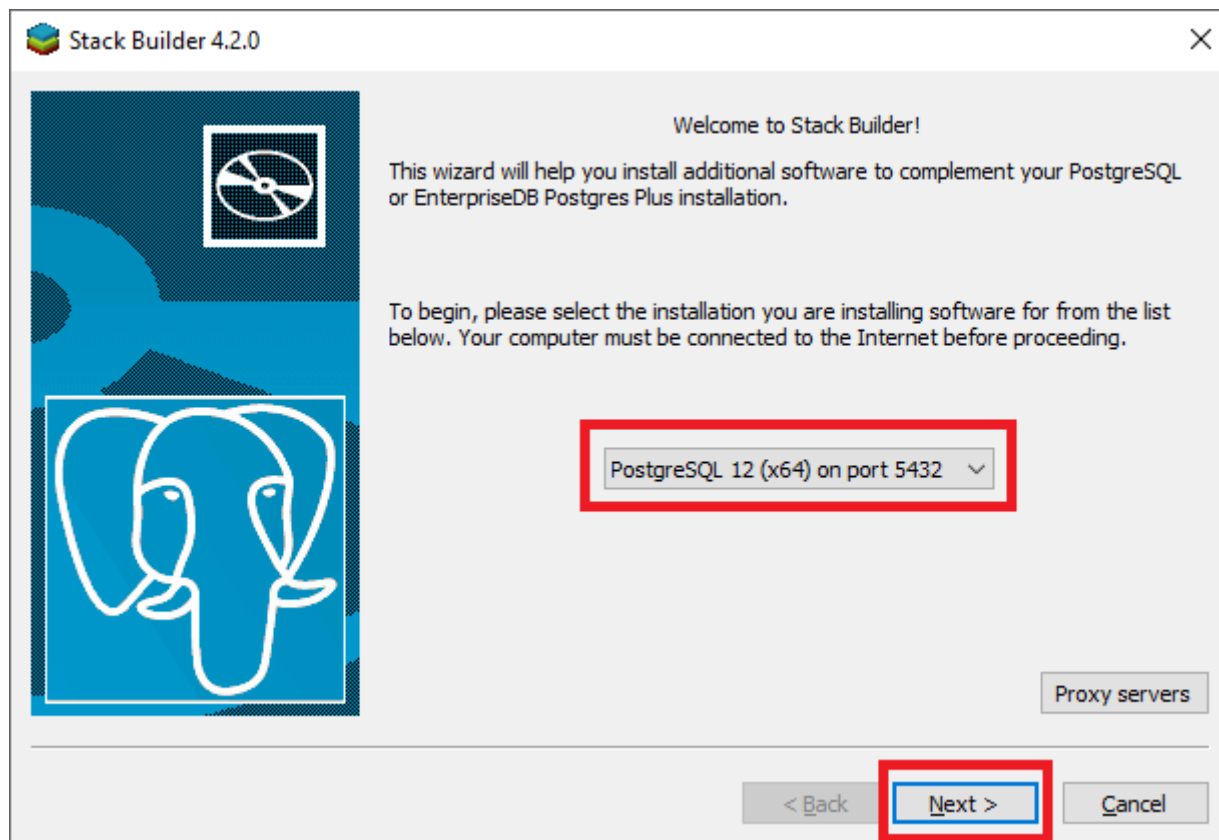 Stack Builder 4.2.0
Welcome to Stack Builder!
This wizard will help you install additional software to complement your PostgreSQL
or EnterpriseDB Postgres Plus installation.
To begin, please select the installation you are installing software for from the list
below. Your computer must be connected to the Internet before proceeding.
PostgreSQL 12 (x64) on port 5432
Proxy servers
< Back
Next >
Cancel